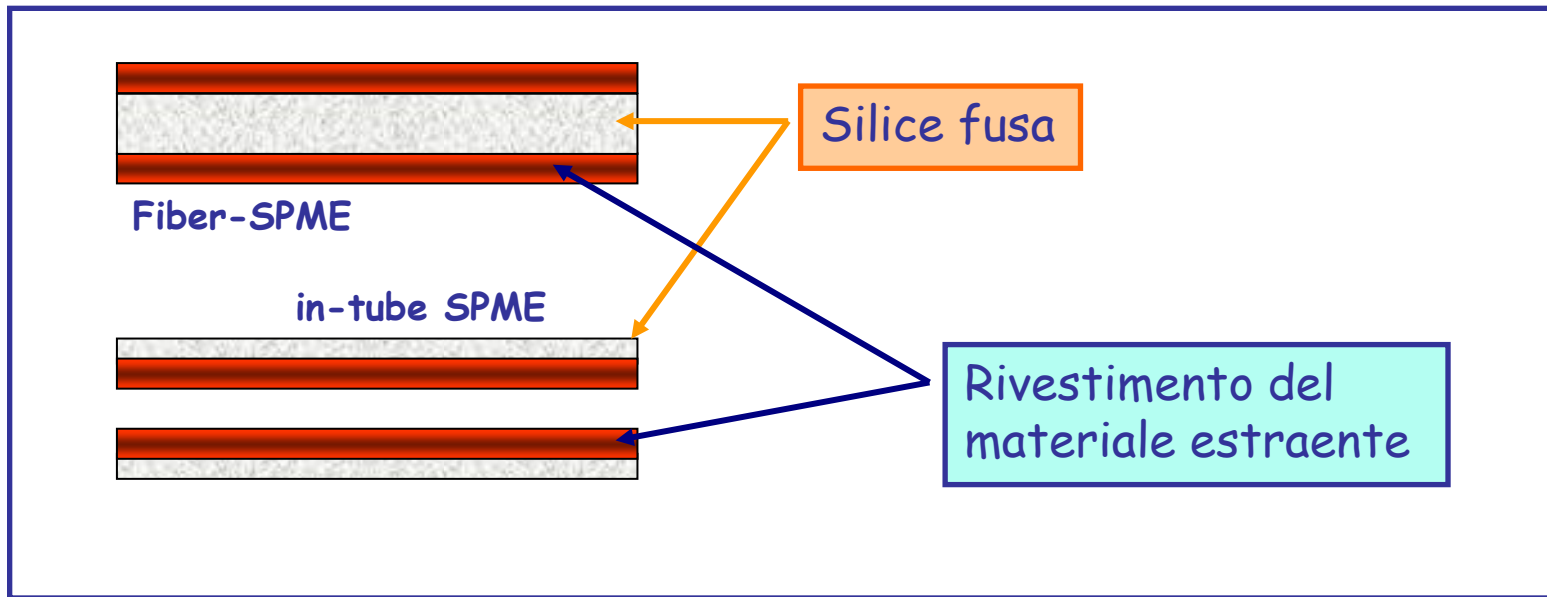 Silice fusa
Fiber-SPME
in-tube SPME
Rivestimento del
materiale estraente